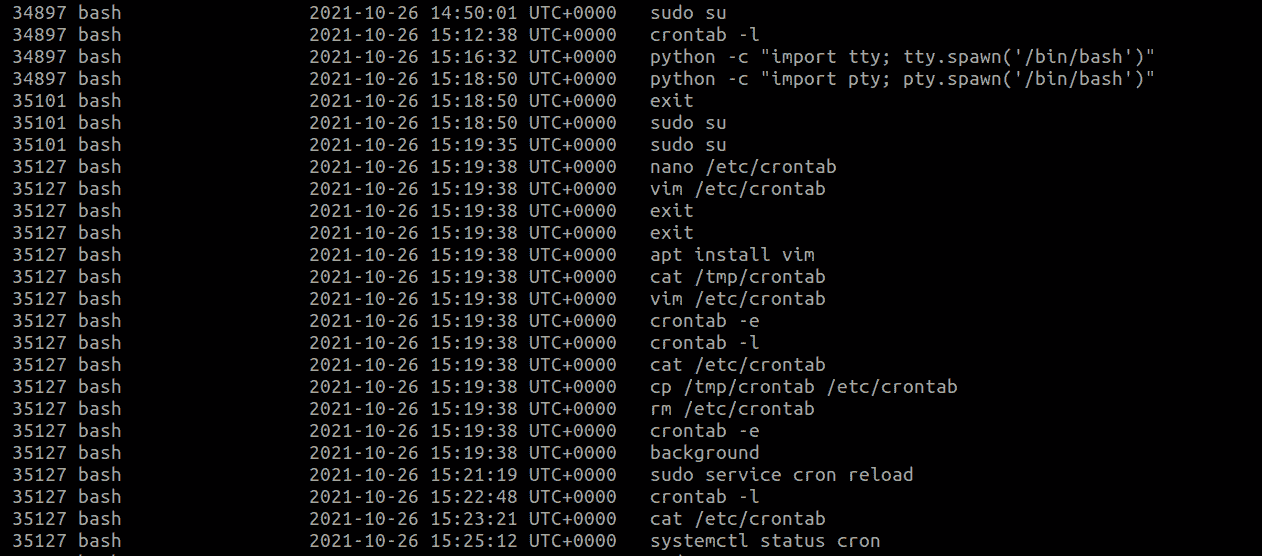 34897 bash 2021-10-26 14:50:01 UTC+0000 sudo su
34897 bash 2021-10-26 15:12:38 UTC+0000 crontab -l
34897 bash 2021-10-26 15:16:32 UTC+0000 python -c "import tty; tty.spawn('/bin/bash')"
34897 bash 2021-10-26 15:18:50 UTC+0000 python -c "import pty; pty.spawn('/bin/bash')"
35101 bash 2021-10-26 15:18:50 UTC+0000 exit
35101 bash 2021-10-26 15:18:50 UTC+0000 sudo su
35101 bash 2021-10-26 15:19:35 UTC+0000 sudo su
35127 bash 2021-10-26 15:19:38 UTC+0000 nano /etc/crontab
35127 bash 2021-10-26 15:19:38 UTC+0000 vim /etc/crontab
35127 bash 2021-10-26 15:19:38 UTC+0000 exit
35127 bash 2021-10-26 15:19:38 UTC+0000 exit
35127 bash 2021-10-26 15:19:38 UTC+0000 apt install vim
35127 bash 2021-10-26 15:19:38 UTC+0000 cat /tmp/crontab
35127 bash 2021-10-26 15:19:38 UTC+0000 vim /etc/crontab
35127 bash 2021-10-26 15:19:38 UTC+0000 crontab -e
35127 bash 2021-10-26 15:19:38 UTC+0000 crontab -l
35127 bash 2021-10-26 15:19:38 UTC+0000 cat /etc/crontab
35127 bash 2021-10-26 15:19:38 UTC+0000 cp /tmp/crontab /etc/crontab
35127 bash 2021-10-26 15:19:38 UTC+0000 rm /etc/crontab
35127 bash 2021-10-26 15:19:38 UTC+0000 crontab -e
35127 bash 2021-10-26 15:19:38 UTC+0000 background
35127 bash 2021-10-26 15:21:19 UTC+0000 sudo service cron reload
35127 bash 2021-10-26 15:22:48 UTC+0000 crontab -l
35127 bash 2021-10-26 15:23:21 UTC+0000 cat /etc/crontab
35127 bash 2021-10-26 15:25:12 UTC+0000 systemctl status cron